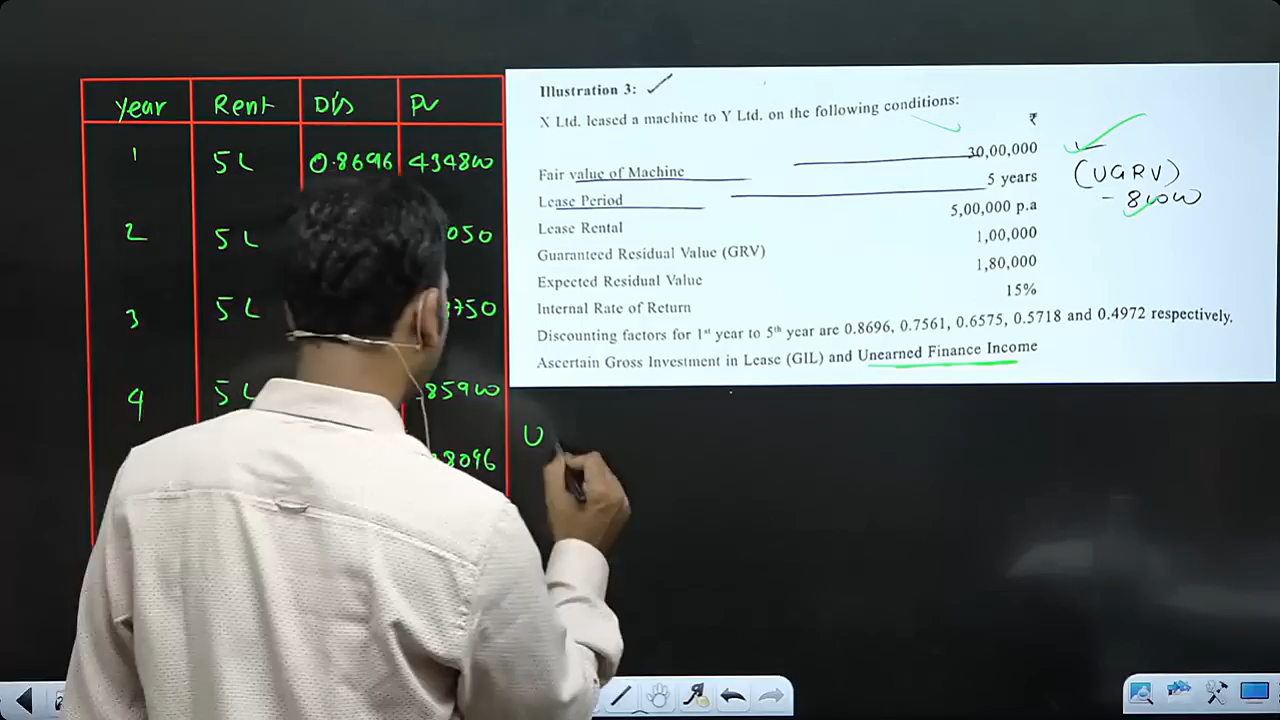 Year Rent Dis PV
1 5L 0.8696 434800
2 5L 050
3 5L 3750
4 5L 85900
8096
Illustration 3:
X Ltd. leased a machine to Y Ltd. on the following conditions:
₹
Fair value of Machine 30,00,000
Lease Period 5 years
Lease Rental 5,00,000 p.a
Guaranteed Residual Value (GRV) 1,00,000
Expected Residual Value 1,80,000
Internal Rate of Return 15%
Discounting factors for 1st year to 5th year are 0.8696, 0.7561, 0.6575, 0.5718 and 0.4972 respectively.
Ascertain Gross Investment in Lease (GIL) and Unearned Finance Income
(UGRV)
- 80000
U